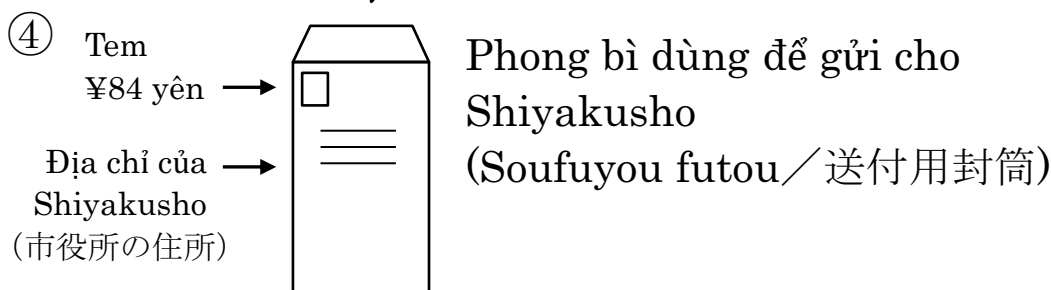 ④
Tem
¥84 yên
Địa chỉ của
Shiyakusho
(市役所の住所)
Phong bì dùng để gửi cho
Shiyakusho
(Soufuyou futou／送付用封筒)